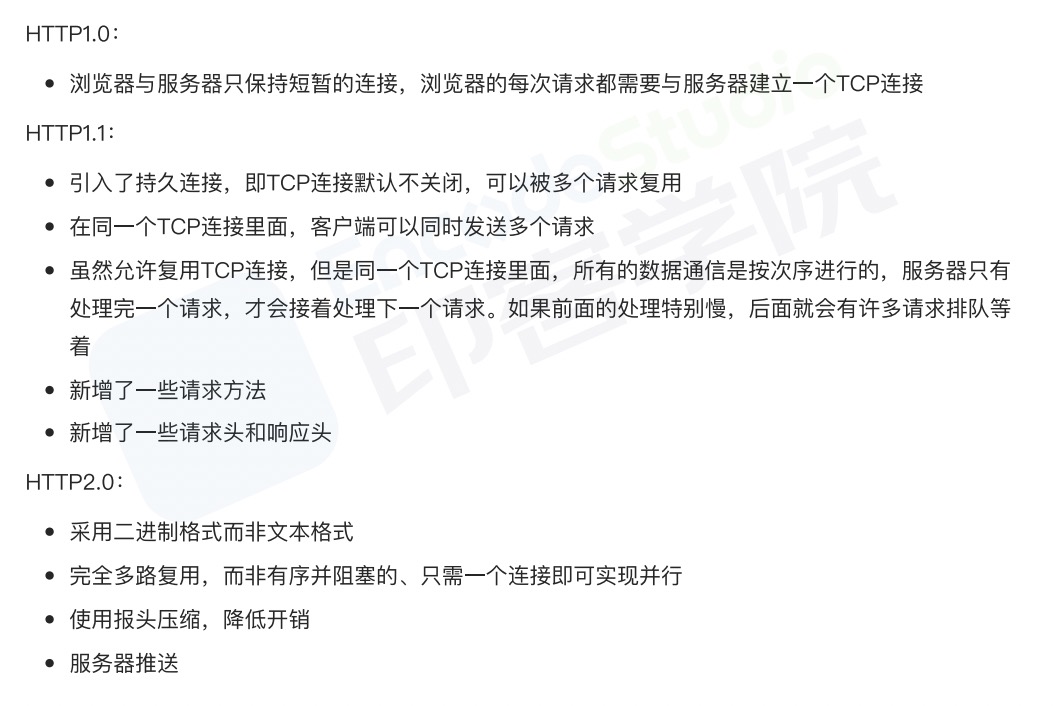 HTTP1.0：
• 浏览器与服务器只保持短暂的连接，浏览器的每次请求都需要与服务器建立一个TCP连接
HTTP1.1：
• 引入了持久连接，即TCP连接默认不关闭，可以被多个请求复用
• 在同一个TCP连接里面，客户端可以同时发送多个请求
• 虽然允许复用TCP连接，但是同一个TCP连接里面，所有的数据通信是按次序进行的，服务器只有
处理完一个请求，才会接着处理下一个请求。如果前面的处理特别慢，后面就会有许多请求排队等
着
• 新增了一些请求方法
• 新增了一些请求头和响应头
HTTP2.0：
• 采用二进制格式而非文本格式
• 完全多路复用，而非有序并阻塞的、只需一个连接即可实现并行
• 使用报头压缩，降低开销
• 服务器推送
EncodeStudio
印客学院